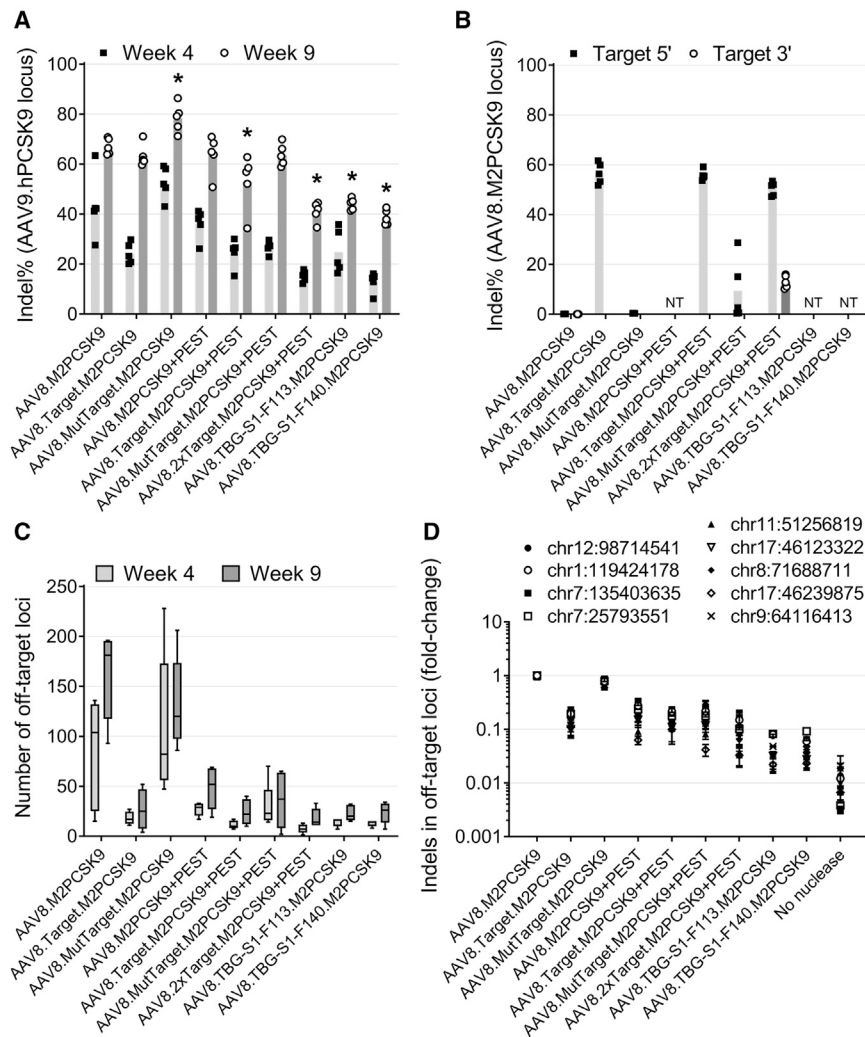 A
Week 4 Week 9
Indel% (AAV9.hPCSK9 locus)
100
80
60
40
20
0
* * * * *
AAV8.M2PCSK9
AAV8.Target.M2PCSK9
AAV8.MutTarget.M2PCSK9
AAV8.M2PCSK9+PEST
AAV8.Target.M2PCSK9+PEST
AAV8.MutTarget.M2PCSK9+PEST
AAV8.2xTarget.M2PCSK9+PEST
AAV8.TBG-S1-F113.M2PCSK9
AAV8.TBG-S1-F140.M2PCSK9
B
Target 5' Target 3'
Indel% (AAV8.M2PCSK9 locus)
100
80
60
40
20
0
NT NT NT
AAV8.M2PCSK9
AAV8.Target.M2PCSK9
AAV8.MutTarget.M2PCSK9
AAV8.M2PCSK9+PEST
AAV8.Target.M2PCSK9+PEST
AAV8.MutTarget.M2PCSK9+PEST
AAV8.2xTarget.M2PCSK9+PEST
AAV8.TBG-S1-F113.M2PCSK9
AAV8.TBG-S1-F140.M2PCSK9
C
Week 4 Week 9
Number of off-target loci
250
200
150
100
50
0
AAV8.M2PCSK9
AAV8.Target.M2PCSK9
AAV8.MutTarget.M2PCSK9
AAV8.M2PCSK9+PEST
AAV8.Target.M2PCSK9+PEST
AAV8.MutTarget.M2PCSK9+PEST
AAV8.2xTarget.M2PCSK9+PEST
AAV8.TBG-S1-F113.M2PCSK9
AAV8.TBG-S1-F140.M2PCSK9
D
chr12:98714541
chr1:119424178
chr7:135403635
chr7:25793551
chr11:51256819
chr17:46123322
chr8:71688711
chr17:46239875
chr9:64116413
Indels in off-target loci (fold-change)
10
1
0.1
0.01
0.001
AAV8.M2PCSK9
AAV8.Target.M2PCSK9
AAV8.MutTarget.M2PCSK9
AAV8.M2PCSK9+PEST
AAV8.Target.M2PCSK9+PEST
AAV8.MutTarget.M2PCSK9+PEST
AAV8.2xTarget.M2PCSK9+PEST
AAV8.TBG-S1-F113.M2PCSK9
AAV8.TBG-S1-F140.M2PCSK9
No nuclease